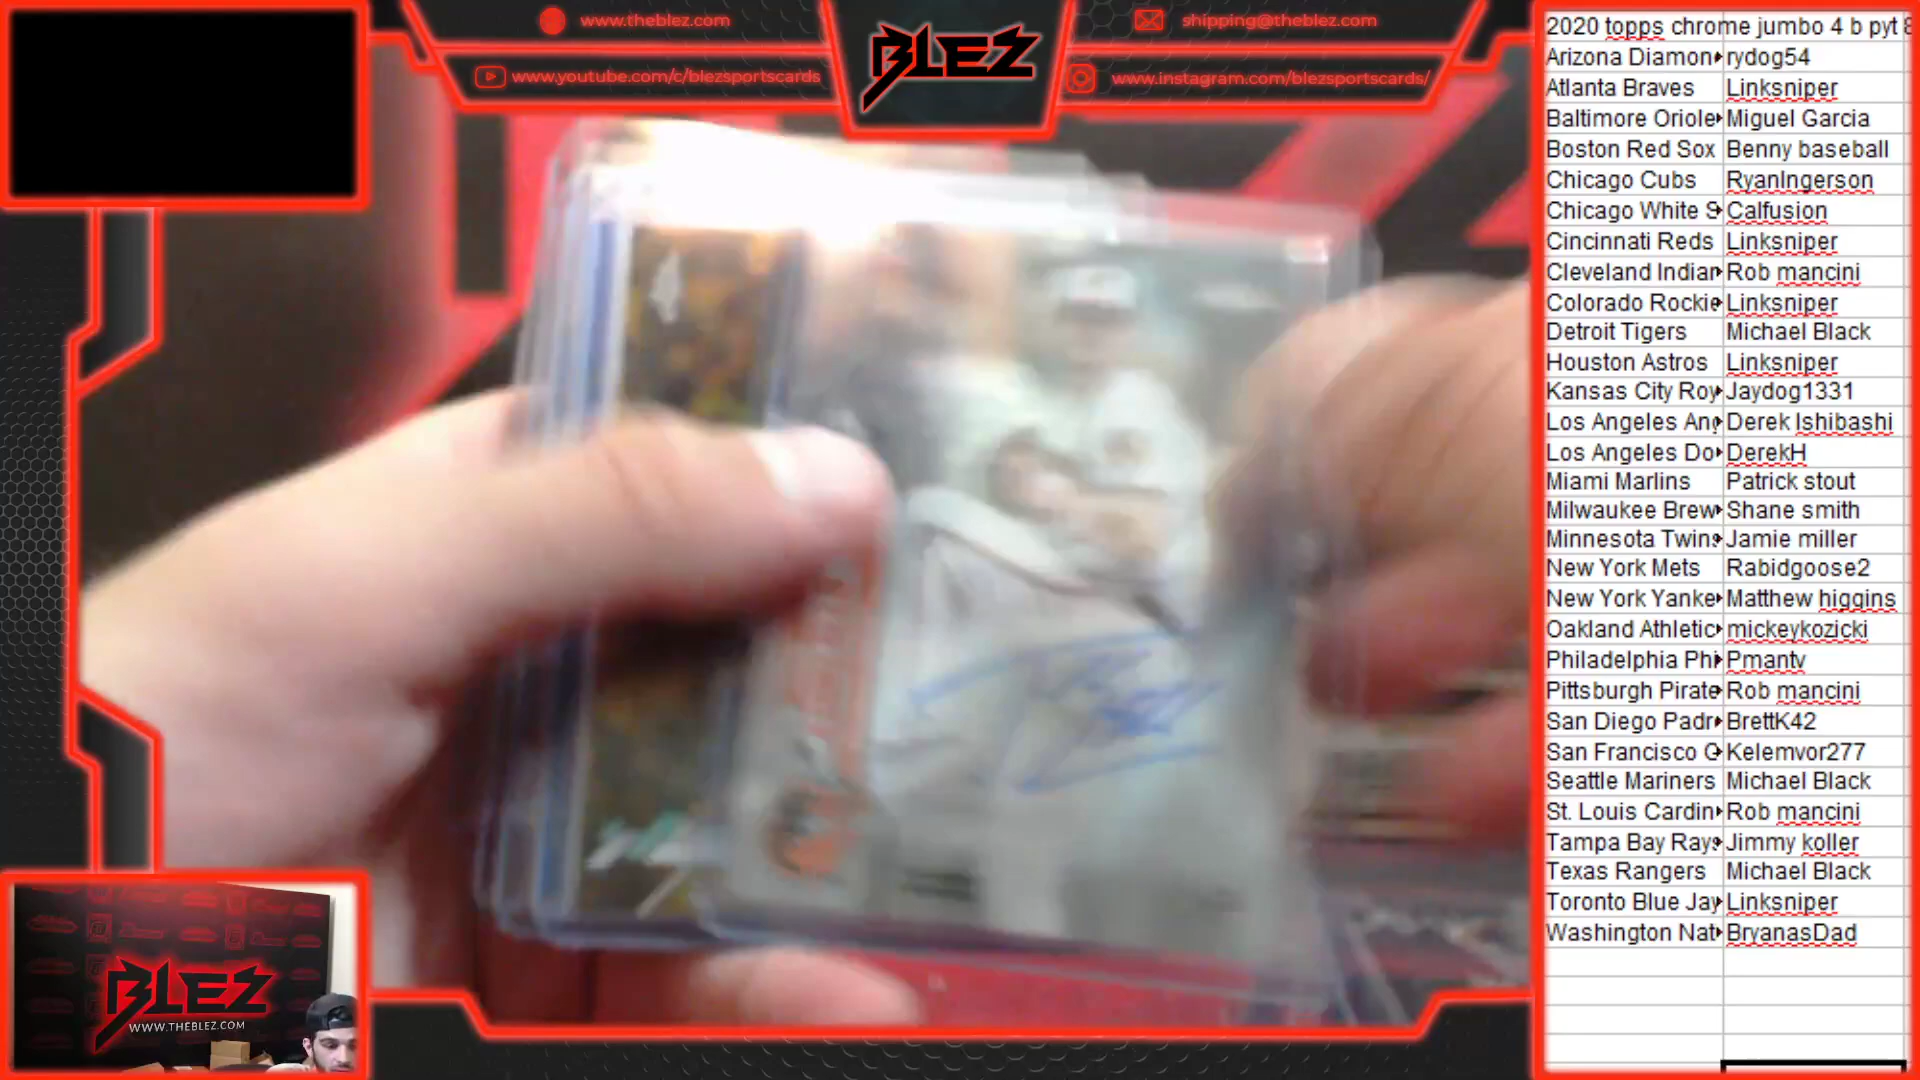 www.theblez.com
shipping@theblez.com
BLEZ
www.youtube.com/c/blezsportscards
www.instagram.com/blezsportscards/
2020 topps chrome jumbo 4 b pyt
Arizona Diamon rydog54
Atlanta Braves Linksniper
Baltimore Oriole Miguel Garcia
Boston Red Sox Benny baseball
Chicago Cubs RyanIngerson
Chicago White S Calfusion
Cincinnati Reds Linksniper
Cleveland Indian Rob mancini
Colorado Rockie Linksniper
Detroit Tigers Michael Black
Houston Astros Linksniper
Kansas City Roy Jaydog1331
Los Angeles Ang Derek Ishibashi
Los Angeles Do DerekH
Miami Marlins Patrick stout
Milwaukee Brew Shane smith
Minnesota Twins Jamie miller
New York Mets Rabidgoose2
New York Yanke Matthew higgins
Oakland Athletic mickeykozicki
Philadelphia Phi Pmantv
Pittsburgh Pirate Rob mancini
San Diego Padr BrettK42
San Francisco G Kelemvor277
Seattle Mariners Michael Black
St. Louis Cardin Rob mancini
Tampa Bay Rays Jimmy koller
Texas Rangers Michael Black
Toronto Blue Jay Linksniper
Washington Nat BryanasDad
BLEZ
WWW.THEBLEZ.COM